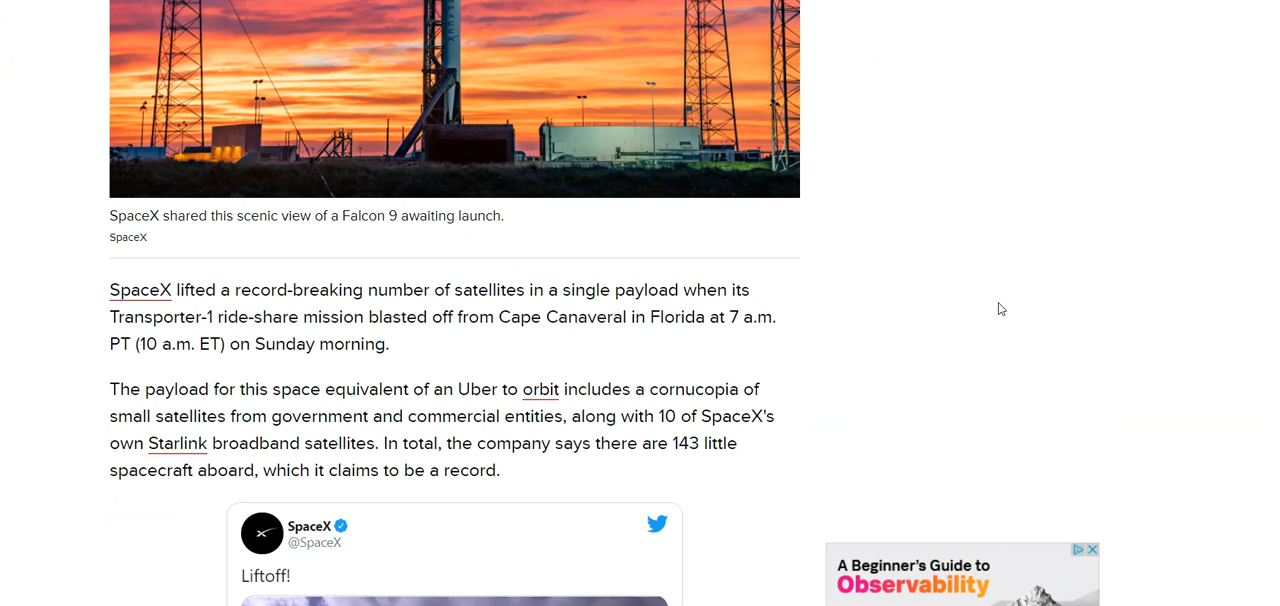 SPACEX
SpaceX shared this scenic view of a Falcon 9 awaiting launch.
SpaceX
SpaceX lifted a record-breaking number of satellites in a single payload when its
Transporter-1 ride-share mission blasted off from Cape Canaveral in Florida at 7 a.m.
PT (10 a.m. ET) on Sunday morning.
The payload for this space equivalent of an Uber to orbit includes a cornucopia of
small satellites from government and commercial entities, along with 10 of SpaceX's
own Starlink broadband satellites. In total, the company says there are 143 little
spacecraft aboard, which it claims to be a record.
SpaceX
@SpaceX
Liftoff!
A Beginner's Guide to
Observability